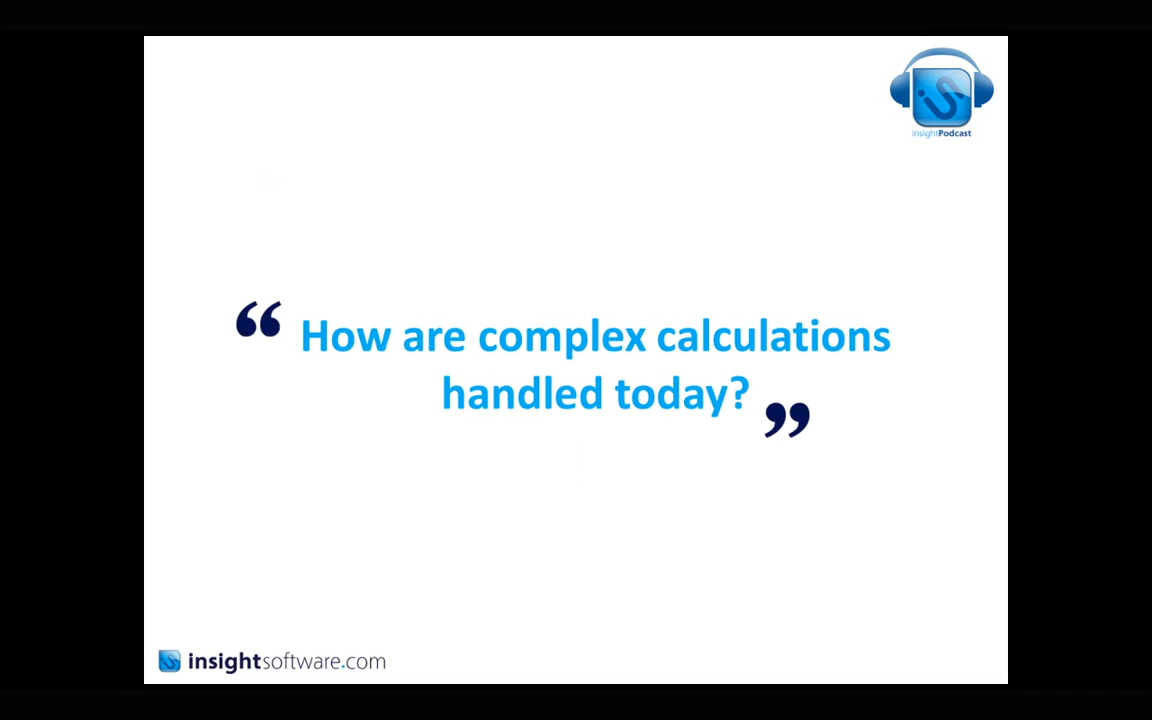 InsightPodcast
“ How are complex calculations
handled today? ”
insightsoftware.com